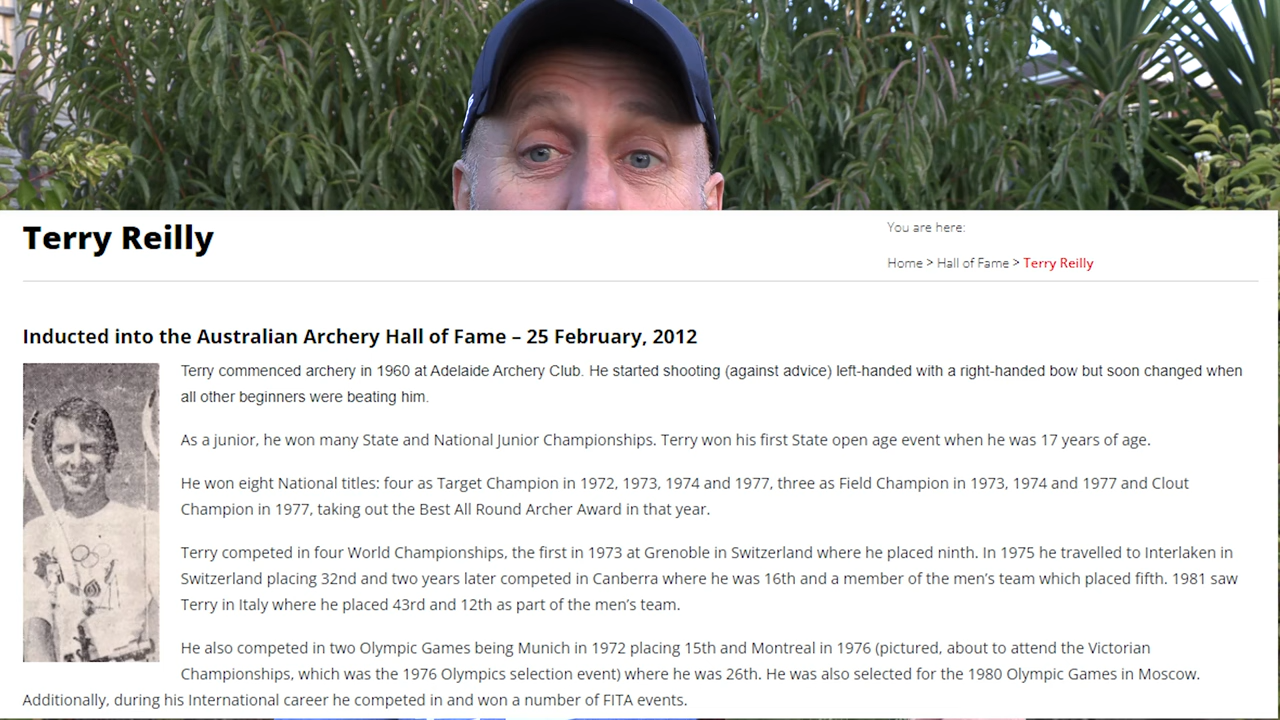 Terry Reilly
You are here:
Home > Hall of Fame > Terry Reilly
Inducted into the Australian Archery Hall of Fame – 25 February, 2012
Terry commenced archery in 1960 at Adelaide Archery Club. He started shooting (against advice) left-handed with a right-handed bow but soon changed when
all other beginners were beating him.
As a junior, he won many State and National Junior Championships. Terry won his first State open age event when he was 17 years of age.
He won eight National titles: four as Target Champion in 1972, 1973, 1974 and 1977, three as Field Champion in 1973, 1974 and 1977 and Clout
Champion in 1977, taking out the Best All Round Archer Award in that year.
Terry competed in four World Championships, the first in 1973 at Grenoble in Switzerland where he placed ninth. In 1975 he travelled to Interlaken in
Switzerland placing 32nd and two years later competed in Canberra where he was 16th and a member of the men’s team which placed fifth. 1981 saw
Terry in Italy where he placed 43rd and 12th as part of the men’s team.
He also competed in two Olympic Games being Munich in 1972 placing 15th and Montreal in 1976 (pictured, about to attend the Victorian
Championships, which was the 1976 Olympics selection event) where he was 26th. He was also selected for the 1980 Olympic Games in Moscow.
Additionally, during his International career he competed in and won a number of FITA events.